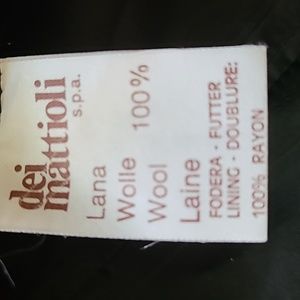 dei
mattioli
s.p.a.
Lana
Wolle 100%
Wool
Laine
FODERA - FUTTER
LINING - DOUBLURE:
100% RAYON